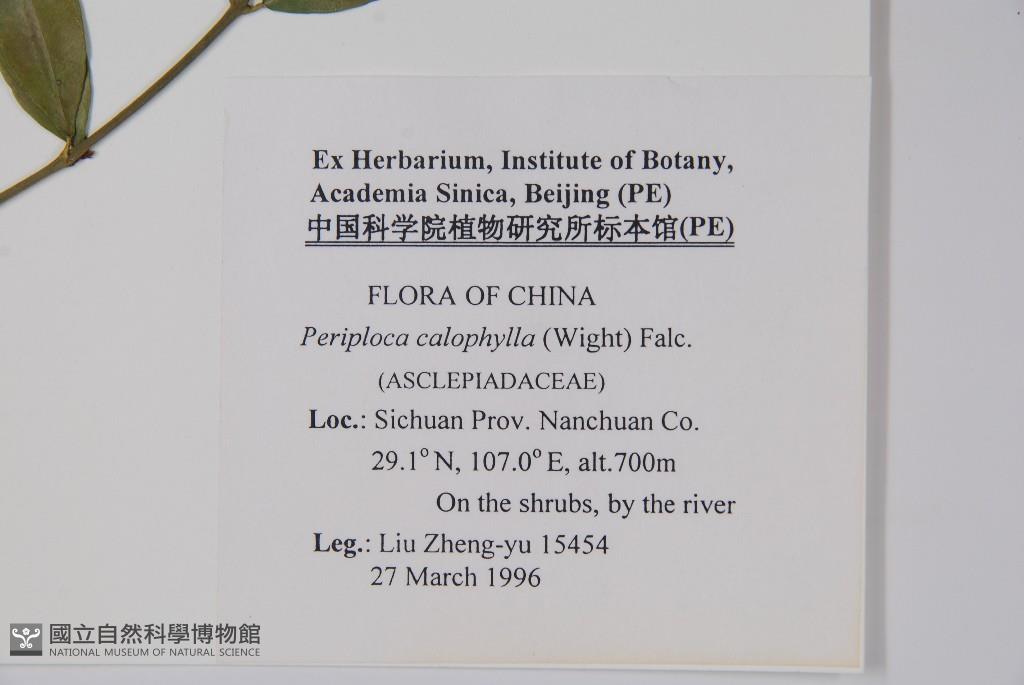 Ex Herbarium, Institute of Botany,
Academia Sinica, Beijing (PE)
中国科学院植物研究所标本馆(PE)
FLORA OF CHINA
Periploca calophylla (Wight) Falc.
(ASCLEPIADACEAE)
Loc.: Sichuan Prov. Nanchuan Co.
29.1° N, 107.0° E, alt.700m
On the shrubs, by the river
Leg.: Liu Zheng-yu 15454
27 March 1996
國立自然科學博物館
NATIONAL MUSEUM OF NATURAL SCIENCE